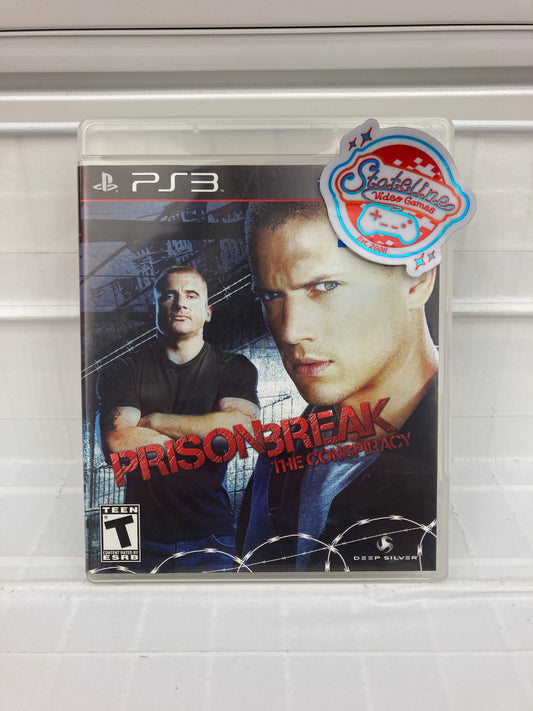 PS3
Stateline
Video Games
Est. 2008
PRISON BREAK
THE CONSPIRACY
TEEN
T
CONTENT RATED BY
ESRB
DEEP SILVER